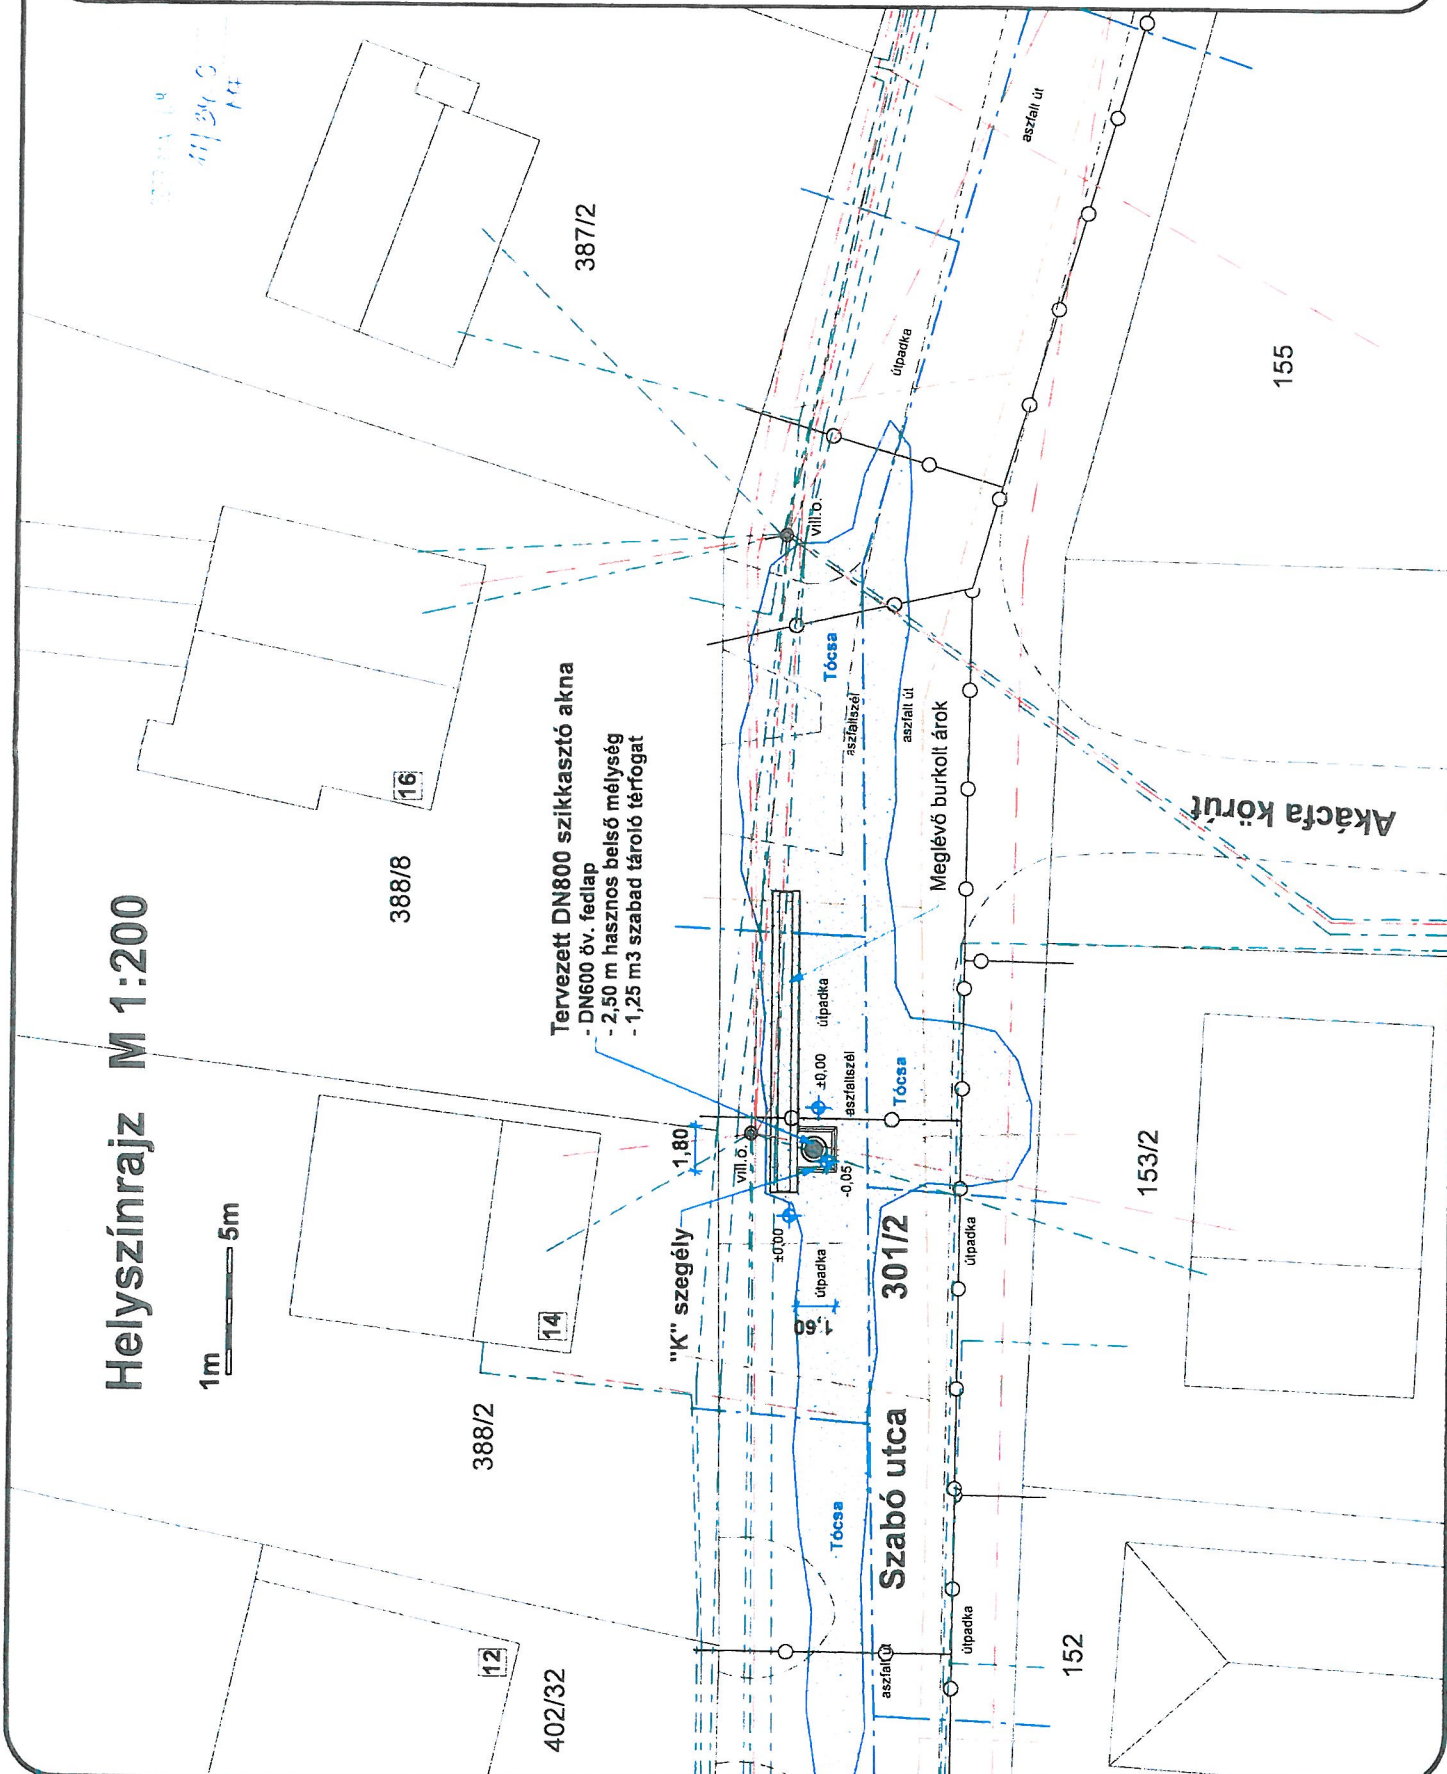 Helyszínrajz M 1:200
1m 5m
387/2
388/8
16
Tervezett DN800 szikkasztó akna
- DN600 öv. fedlap
- 2,50 m hasznos belső mélység
- 1,25 m3 szabad tároló térfogat
388/2
14
402/32
12
"K" szegély
1,80
vill.o.
vill.o.
±0,00
±0,00
-0,05
1,60
útpadka
útpadka
útpadka
útpadka
útpadka
aszfaltszél
aszfaltszél
aszfalt út
aszfalt út
aszfalt út
Tócsa
Tócsa
Tócsa
Meglévő burkolt árok
Szabó utca
301/2
Akácfa körút
152
153/2
155